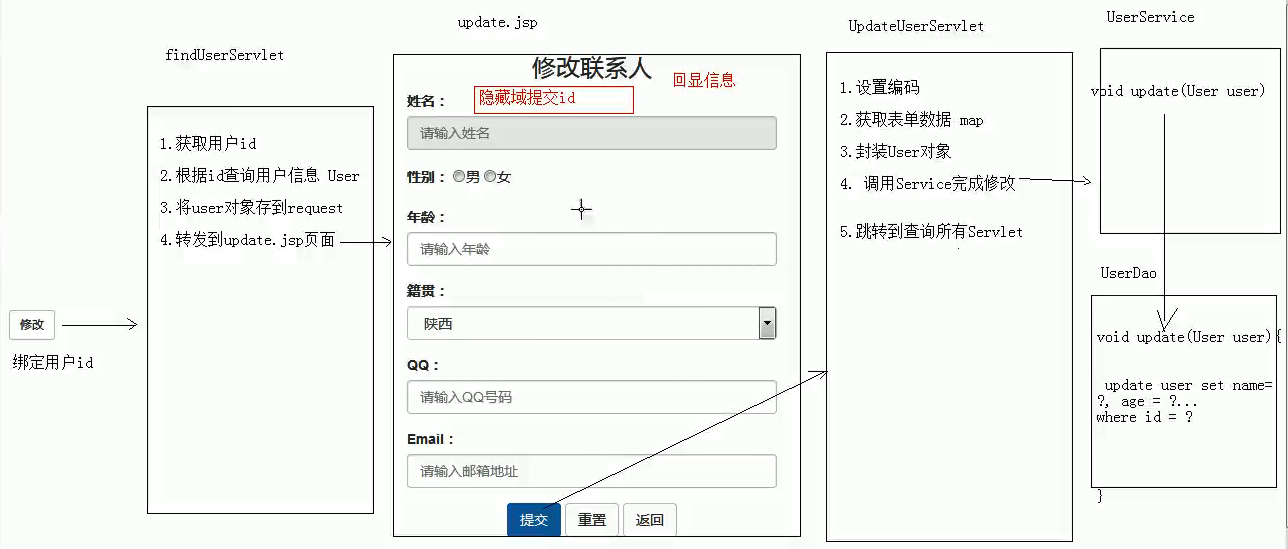 修改
绑定用户id
findUserServlet
1.获取用户id
2.根据id查询用户信息 User
3.将user对象存到request
4.转发到update.jsp页面
update.jsp
修改联系人
回显信息
隐藏域提交id
姓名：
请输入姓名
性别： 男 女
年龄：
请输入年龄
籍贯：
陕西
QQ：
请输入QQ号码
Email：
请输入邮箱地址
提交 重置 返回
UpdateUserServlet
1.设置编码
2.获取表单数据 map
3.封装User对象
4. 调用Service完成修改
5.跳转到查询所有Servlet
UserService
void update(User user)
UserDao
void update(User user){
update user set name=
?, age = ?...
where id = ?
}